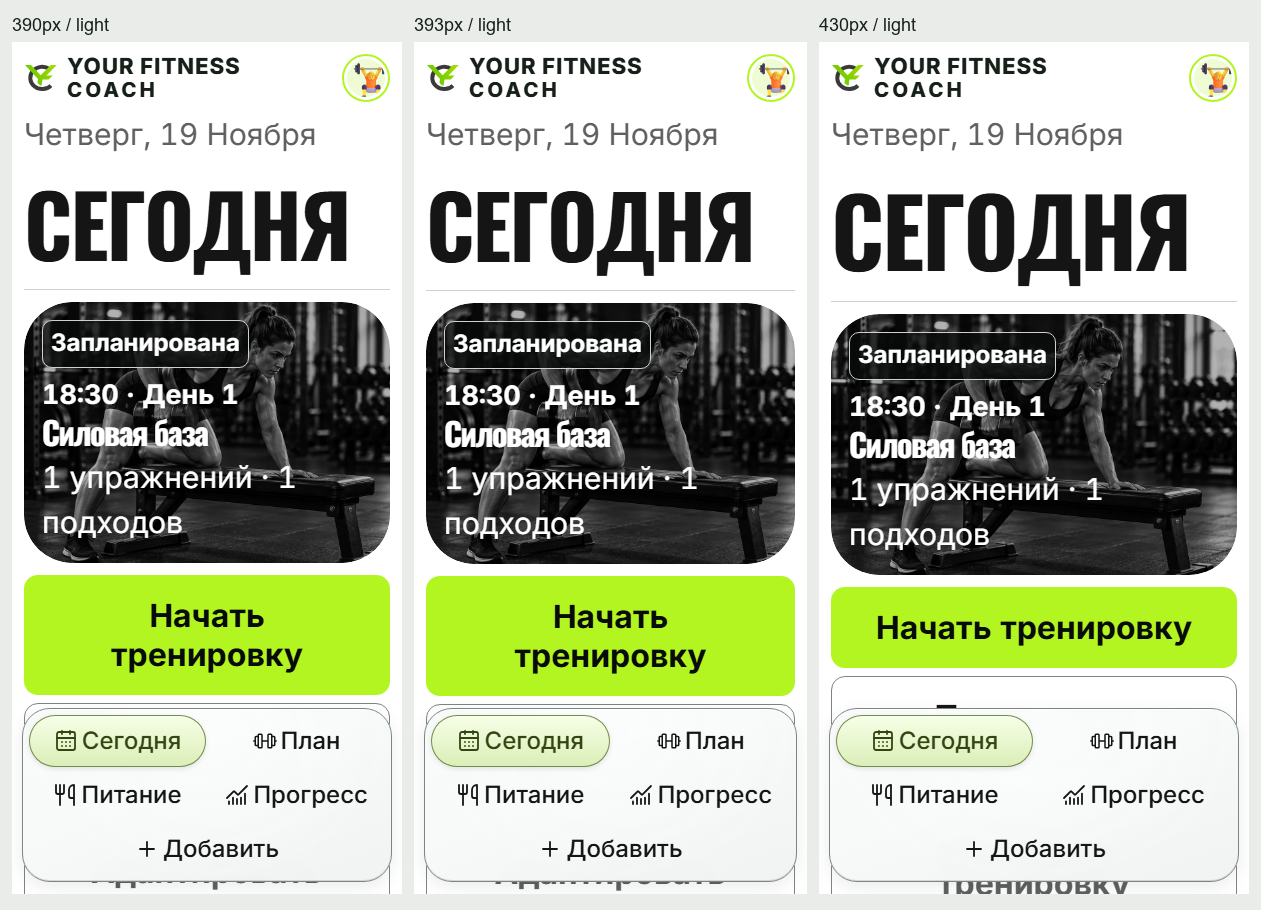 390px / light
YOUR FITNESS
COACH
Четверг, 19 Ноября
СЕГОДНЯ
Запланирована
18:30 · День 1
Силовая база
1 упражнений · 1
подходов
Начать
тренировку
Сегодня
План
Питание
Прогресс
+ Добавить
393px / light
YOUR FITNESS
COACH
Четверг, 19 Ноября
СЕГОДНЯ
Запланирована
18:30 · День 1
Силовая база
1 упражнений · 1
подходов
Начать
тренировку
Сегодня
План
Питание
Прогресс
+ Добавить
430px / light
YOUR FITNESS
COACH
Четверг, 19 Ноября
СЕГОДНЯ
Запланирована
18:30 · День 1
Силовая база
1 упражнений · 1
подходов
Начать тренировку
Сегодня
План
Питание
Прогресс
+ Добавить
тренировку